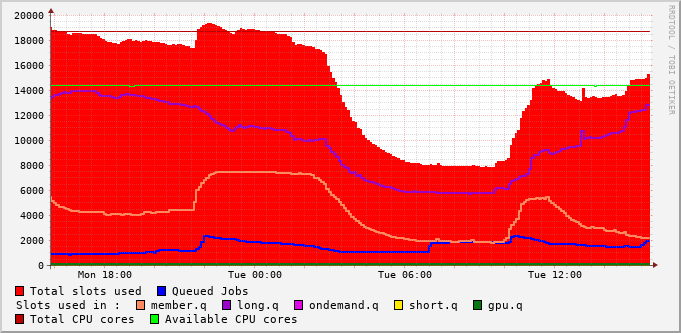 20000
18000
16000
14000
12000
10000
8000
6000
4000
2000
0
Mon 18:00 Tue 00:00 Tue 06:00 Tue 12:00
Total slots used Queued Jobs
Slots used in : member.q long.q ondemand.q short.q gpu.q
Total CPU cores Available CPU cores
RRDTOOL / TOBI OETIKER